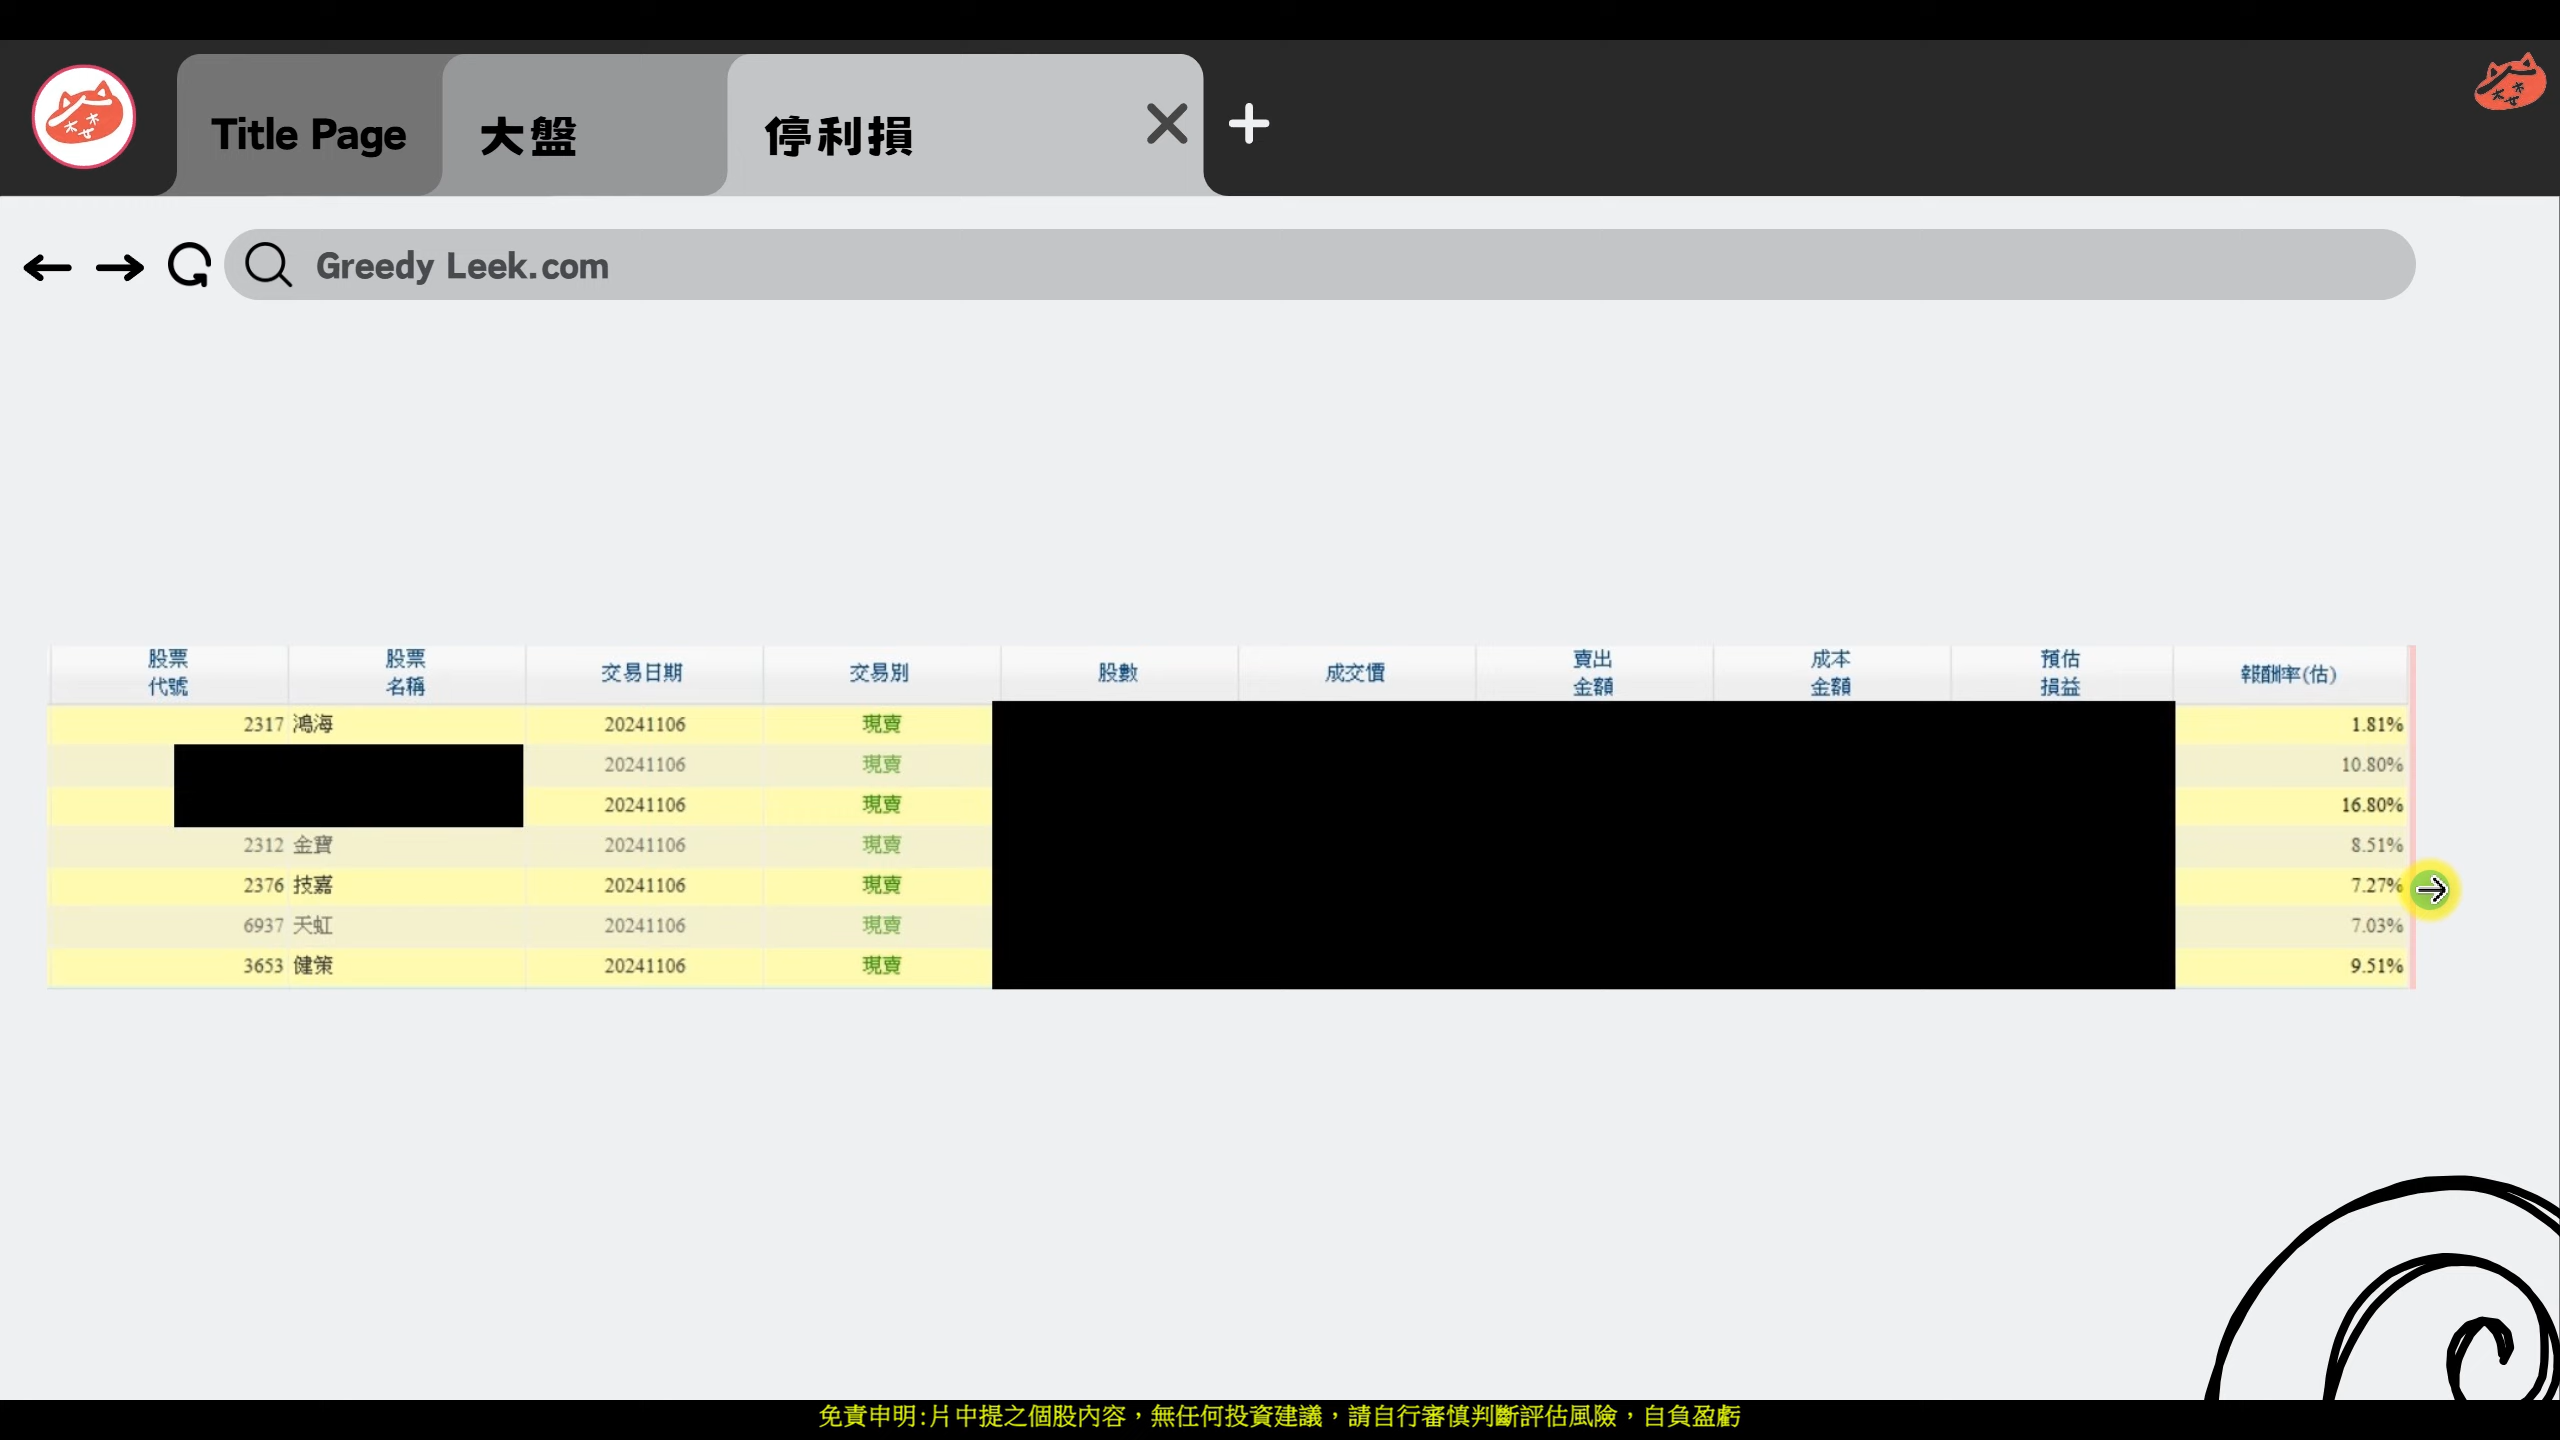 Title Page
大盤
停利損
Greedy Leek.com
股票代號 股票名稱 交易日期 交易別 股數 成交價 賣出金額 成本金額 預估損益 報酬率(估)
2317 鴻海 20241106 現賣 1.81%
20241106 現賣 10.80%
20241106 現賣 16.80%
2312 金寶 20241106 現賣 8.51%
2376 技嘉 20241106 現賣 7.27%
6937 天虹 20241106 現賣 7.03%
3653 健策 20241106 現賣 9.51%
免責申明:片中提之個股內容，無任何投資建議，請自行審慎判斷評估風險，自負盈虧